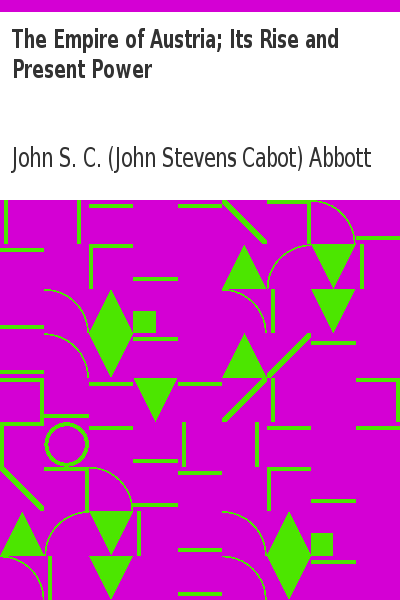 The Empire of Austria; Its Rise and
Present Power
John S. C. (John Stevens Cabot) Abbott